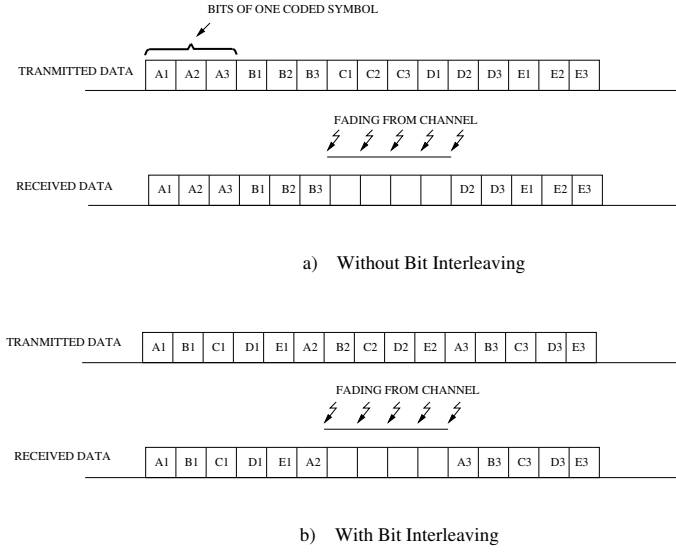 BITS OF ONE CODED SYMBOL
TRANMITTED DATA A1 A2 A3 B1 B2 B3 C1 C2 C3 D1 D2 D3 E1 E2 E3
FADING FROM CHANNEL
RECEIVED DATA A1 A2 A3 B1 B2 B3 D2 D3 E1 E2 E3
a) Without Bit Interleaving
TRANMITTED DATA A1 B1 C1 D1 E1 A2 B2 C2 D2 E2 A3 B3 C3 D3 E3
FADING FROM CHANNEL
RECEIVED DATA A1 B1 C1 D1 E1 A2 A3 B3 C3 D3 E3
b) With Bit Interleaving